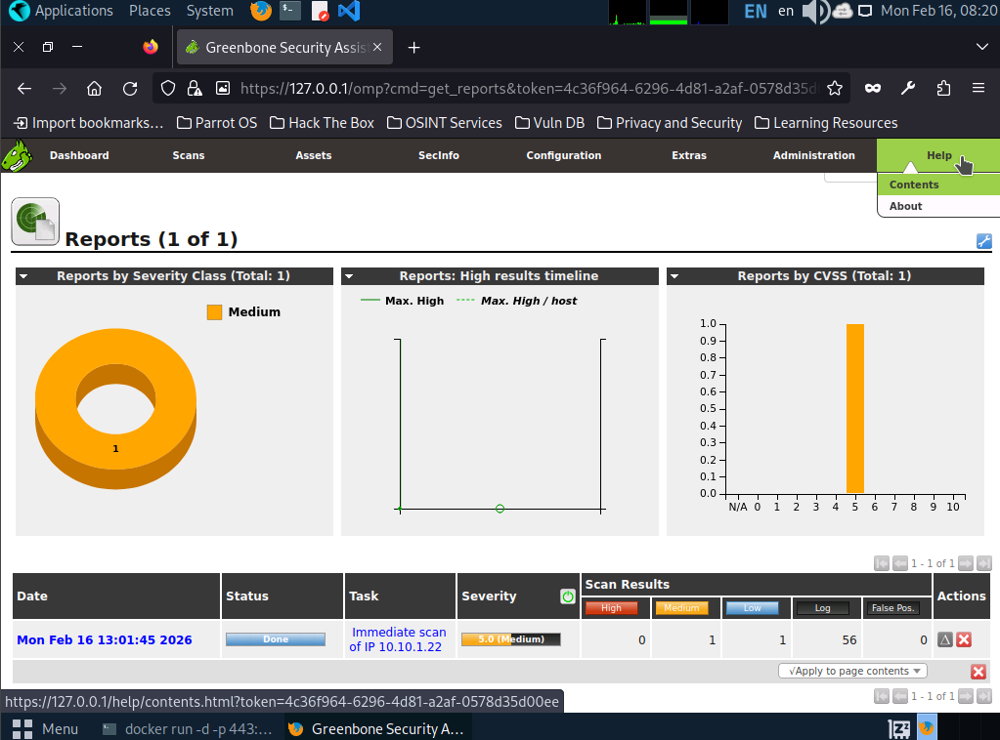 Applications Places System EN en Mon Feb 16, 08:20
Greenbone Security Assis
https://127.0.0.1/omp?cmd=get_reports&token=4c36f964-6296-4d81-a2af-0578d35d
Import bookmarks... Parrot OS Hack The Box OSINT Services Vuln DB Privacy and Security Learning Resources
Dashboard Scans Assets SecInfo Configuration Extras Administration Help
Contents
About
Reports (1 of 1)
Reports by Severity Class (Total: 1)
Medium
1
Reports: High results timeline
Max. High Max. High / host
Reports by CVSS (Total: 1)
1.0
0.9
0.8
0.7
0.6
0.5
0.4
0.3
0.2
0.1
0.0
N/A 0 1 2 3 4 5 6 7 8 9 10
1 - 1 of 1
Date Status Task Severity Scan Results Actions
High Medium Low Log False Pos.
Mon Feb 16 13:01:45 2026 Done Immediate scan of IP 10.10.1.22 5.0 (Medium) 0 1 1 56 0
√Apply to page contents
1 - 1 of 1
https://127.0.0.1/help/contents.html?token=4c36f964-6296-4d81-a2af-0578d35d00ee
Menu docker run -d -p 443:... Greenbone Security A...